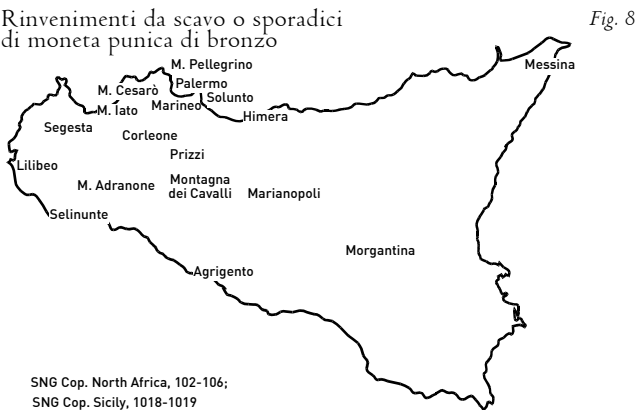 Rinvenimenti da scavo o sporadici
di moneta punica di bronzo
Fig. 8
M. Pellegrino
Messina
Palermo
M. Cesarò
Solunto
Marineo
M. Iato
Himera
Segesta
Corleone
Prizzi
Lilibeo
M. Adranone
Montagna
dei Cavalli
Marianopoli
Selinunte
Morgantina
Agrigento
SNG Cop. North Africa, 102-106;
SNG Cop. Sicily, 1018-1019